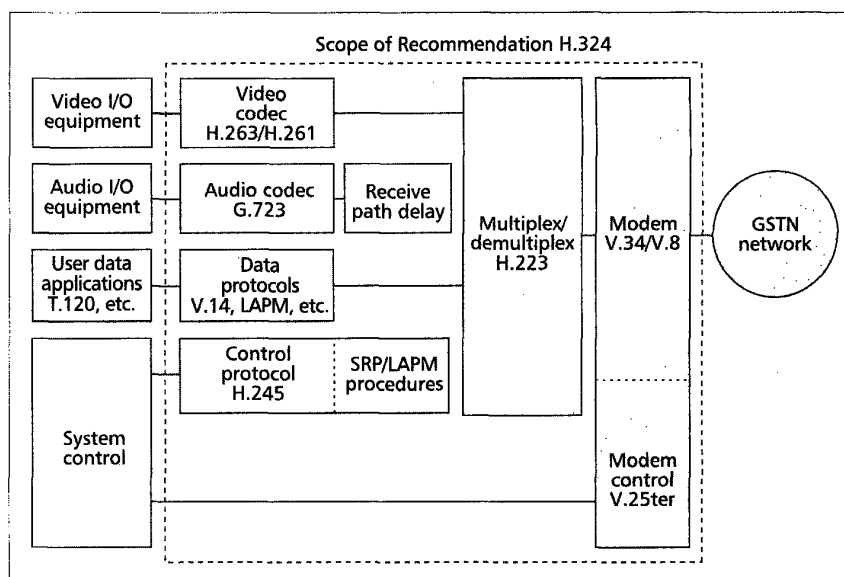 Scope of Recommendation H.324
Video I/O
equipment
Video
codec
H.263/H.261
Audio I/O
equipment
Audio codec
G.723
Receive
path delay
User data
applications
T.120, etc.
Data
protocols
V.14, LAPM, etc.
Control
protocol
H.245
SRP/LAPM
procedures
System
control
Multiplex/
demultiplex
H.223
Modem
V.34/V.8
Modem
control
V.25ter
GSTN
network